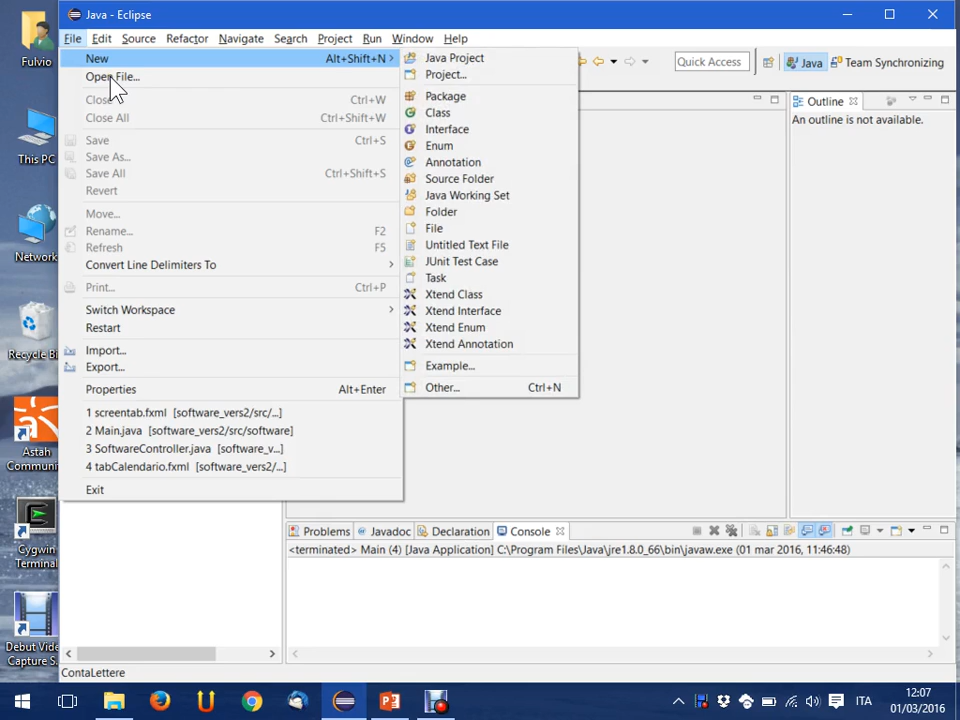 Java - Eclipse
File Edit Source Refactor Navigate Search Project Run Window Help
Fulvio
This PC
Network
Recycle Bi
Astah
Communi
Cygwin
Terminal
Debut Vide
Capture S...
New Alt+Shift+N
Open File...
Close Ctrl+W
Close All Ctrl+Shift+W
Save Ctrl+S
Save As...
Save All Ctrl+Shift+S
Revert
Move...
Rename... F2
Refresh F5
Convert Line Delimiters To
Print... Ctrl+P
Switch Workspace
Restart
Import...
Export...
Properties Alt+Enter
1 screentab.fxml [software_vers2/src/...]
2 Main.java [software_vers2/src/software]
3 SoftwareController.java [software_v...]
4 tabCalendario.fxml [software_vers2/...]
Exit
Java Project
Project...
Package
Class
Interface
Enum
Annotation
Source Folder
Java Working Set
Folder
File
Untitled Text File
JUnit Test Case
Task
Xtend Class
Xtend Interface
Xtend Enum
Xtend Annotation
Example...
Other... Ctrl+N
Quick Access Java Team Synchronizing
Outline
An outline is not available.
Problems Javadoc Declaration Console
<terminated> Main (4) [Java Application] C:\Program Files\Java\jre1.8.0_66\bin\javaw.exe (01 mar 2016, 11:46:48)
ContaLettere
ITA
12:07
01/03/2016